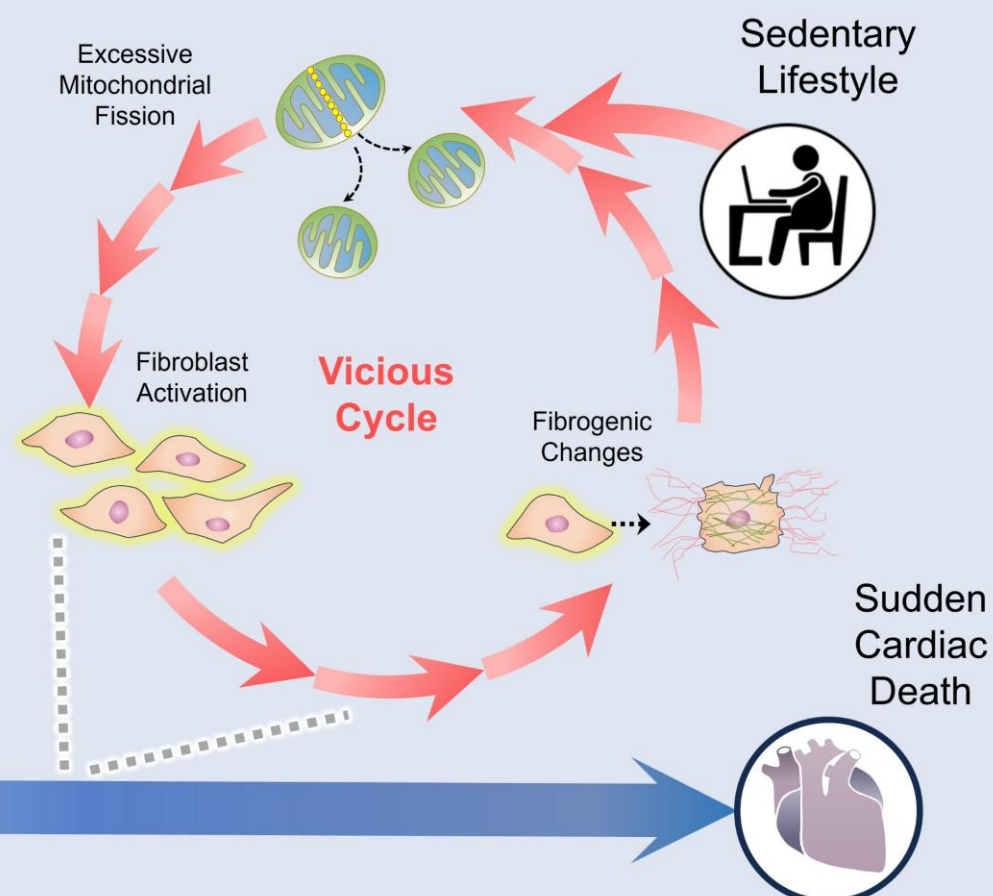 Excessive
Mitochondrial
Fission
Sedentary
Lifestyle
Fibroblast
Activation
Vicious
Cycle
Fibrogenic
Changes
Sudden
Cardiac
Death